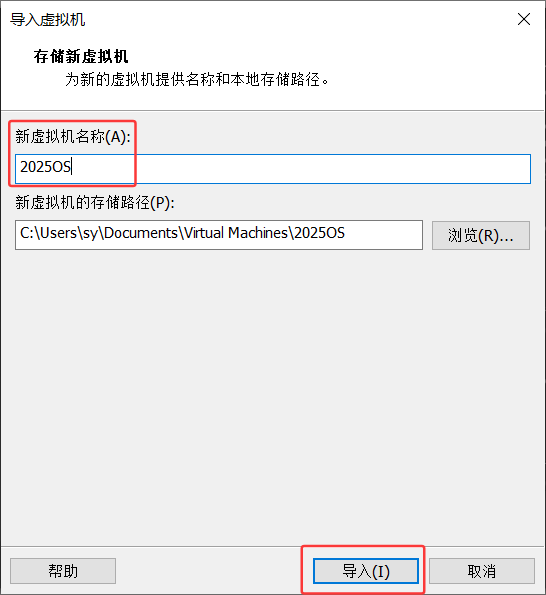 导入虚拟机
存储新虚拟机
为新的虚拟机提供名称和本地存储路径。
新虚拟机名称(A):
2025OS
新虚拟机的存储路径(P):
C:\Users\sy\Documents\Virtual Machines\2025OS
浏览(R)...
帮助
导入(I)
取消